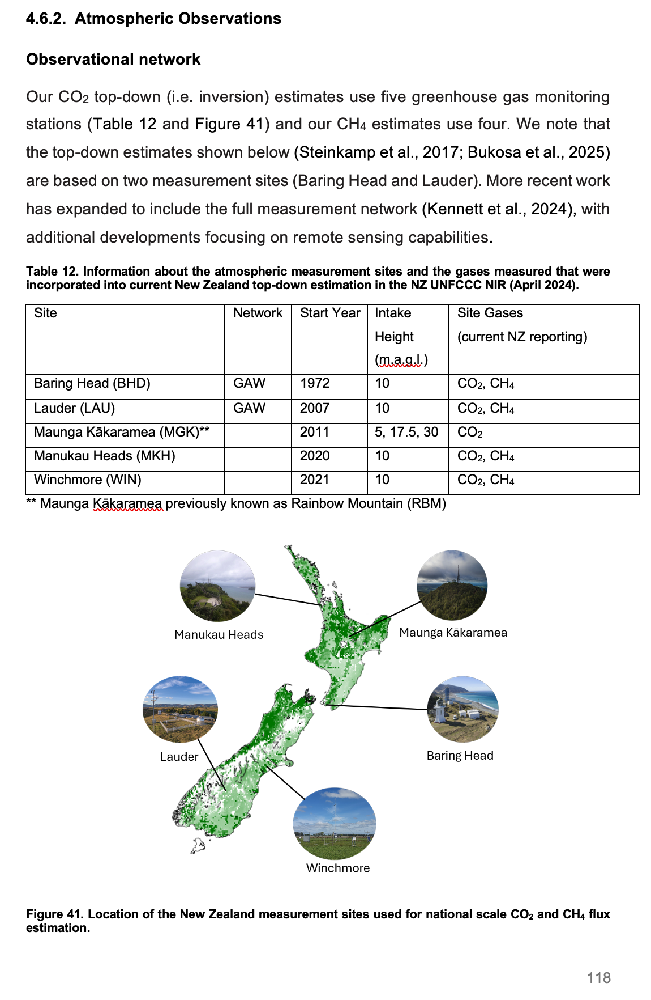 4.6.2. Atmospheric Observations
Observational network
Our CO₂ top-down (i.e. inversion) estimates use five greenhouse gas monitoring
stations (Table 12 and Figure 41) and our CH₄ estimates use four. We note that
the top-down estimates shown below (Steinkamp et al., 2017; Bukosa et al., 2025)
are based on two measurement sites (Baring Head and Lauder). More recent work
has expanded to include the full measurement network (Kennett et al., 2024), with
additional developments focusing on remote sensing capabilities.
Table 12. Information about the atmospheric measurement sites and the gases measured that were
incorporated into current New Zealand top-down estimation in the NZ UNFCCC NIR (April 2024).
Site Network Start Year Intake Site Gases
Height (current NZ reporting)
(m.a.g.l.)
Baring Head (BHD) GAW 1972 10 CO₂, CH₄
Lauder (LAU) GAW 2007 10 CO₂, CH₄
Maunga Kākaramea (MGK)** 2011 5, 17.5, 30 CO₂
Manukau Heads (MKH) 2020 10 CO₂, CH₄
Winchmore (WIN) 2021 10 CO₂, CH₄
** Maunga Kākaramea previously known as Rainbow Mountain (RBM)
Manukau Heads
Maunga Kākaramea
Lauder
Baring Head
Winchmore
Figure 41. Location of the New Zealand measurement sites used for national scale CO₂ and CH₄ flux
estimation.
118